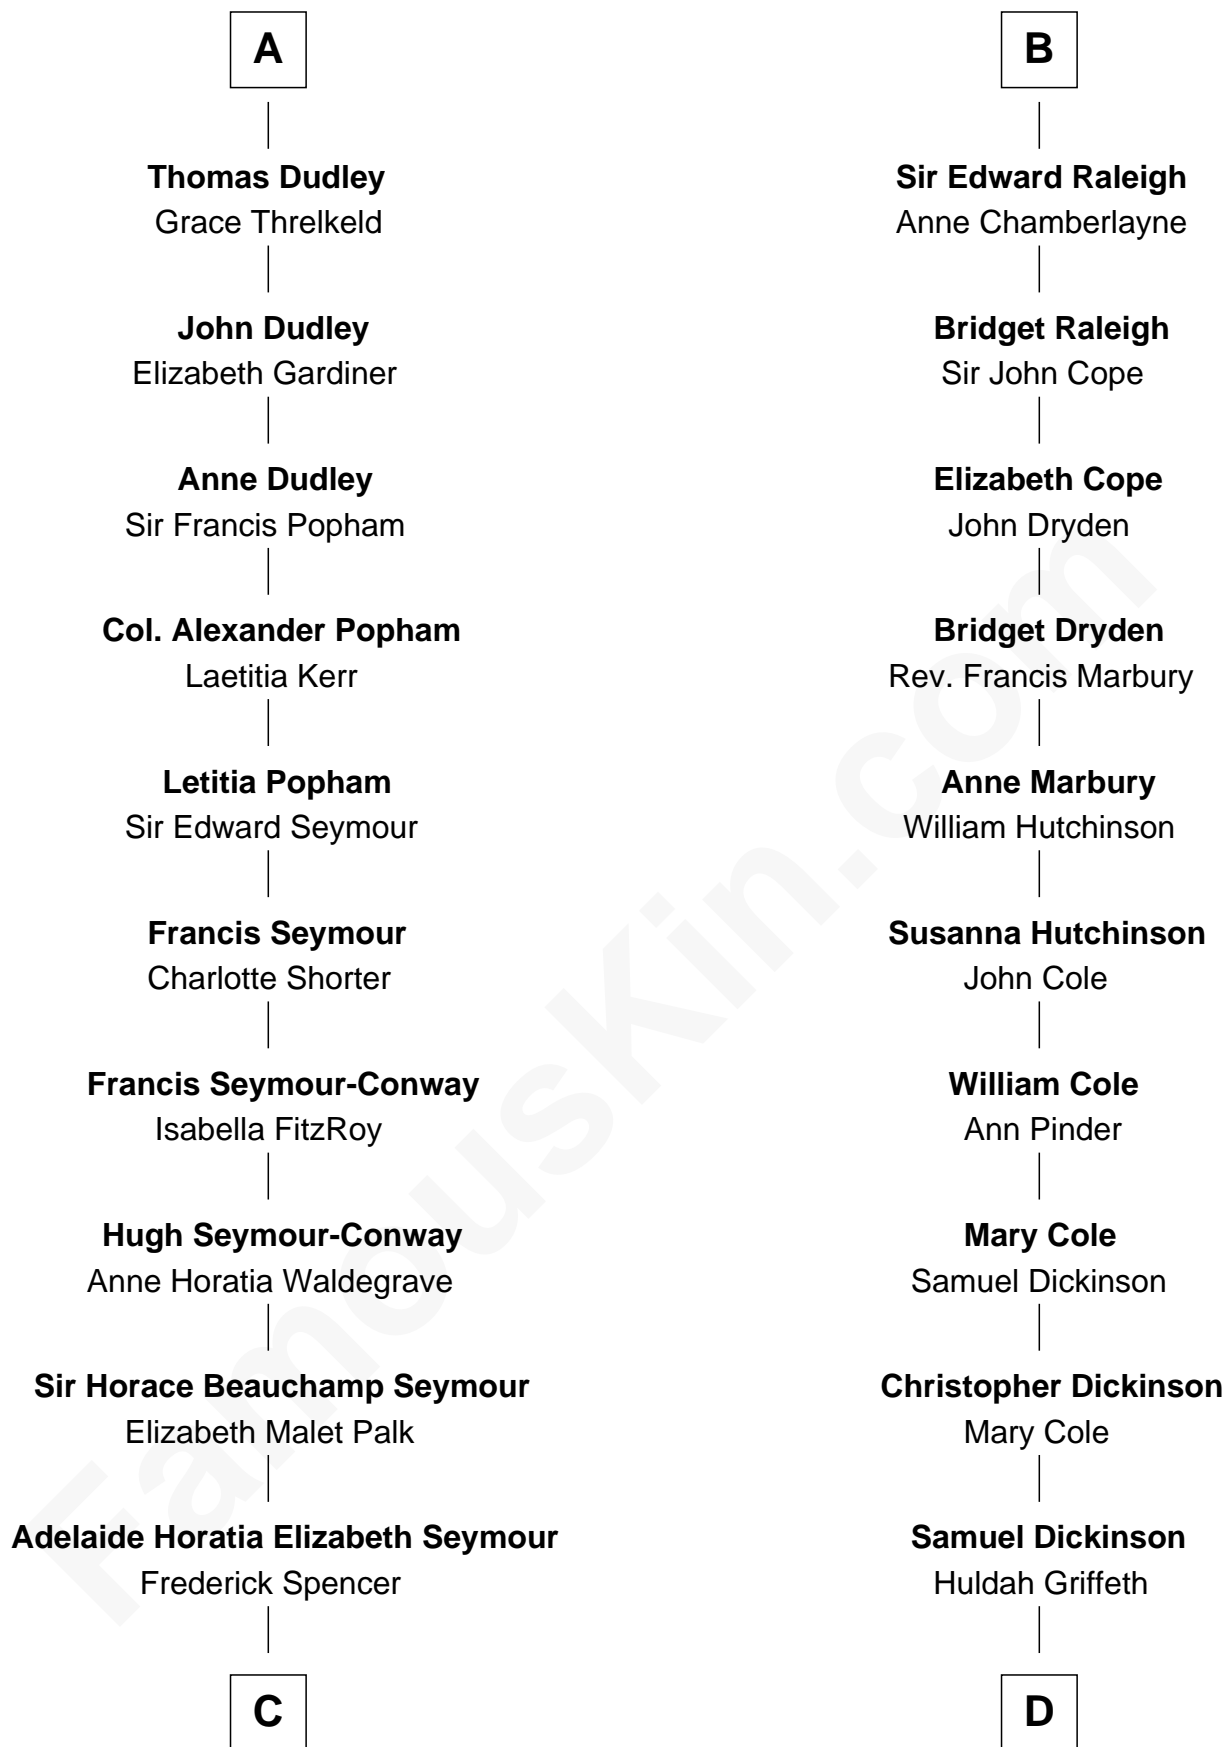 A
Thomas Dudley
Grace Threlkeld
John Dudley
Elizabeth Gardiner
Anne Dudley
Sir Francis Popham
Col. Alexander Popham
Laetitia Kerr
Letitia Popham
Sir Edward Seymour
Francis Seymour
Charlotte Shorter
Francis Seymour-Conway
Isabella FitzRoy
Hugh Seymour-Conway
Anne Horatia Waldegrave
Sir Horace Beauchamp Seymour
Elizabeth Malet Palk
Adelaide Horatia Elizabeth Seymour
Frederick Spencer
C
B
Sir Edward Raleigh
Anne Chamberlayne
Bridget Raleigh
Sir John Cope
Elizabeth Cope
John Dryden
Bridget Dryden
Rev. Francis Marbury
Anne Marbury
William Hutchinson
Susanna Hutchinson
John Cole
William Cole
Ann Pinder
Mary Cole
Samuel Dickinson
Christopher Dickinson
Mary Cole
Samuel Dickinson
Huldah Griffeth
D
FamousKin.com